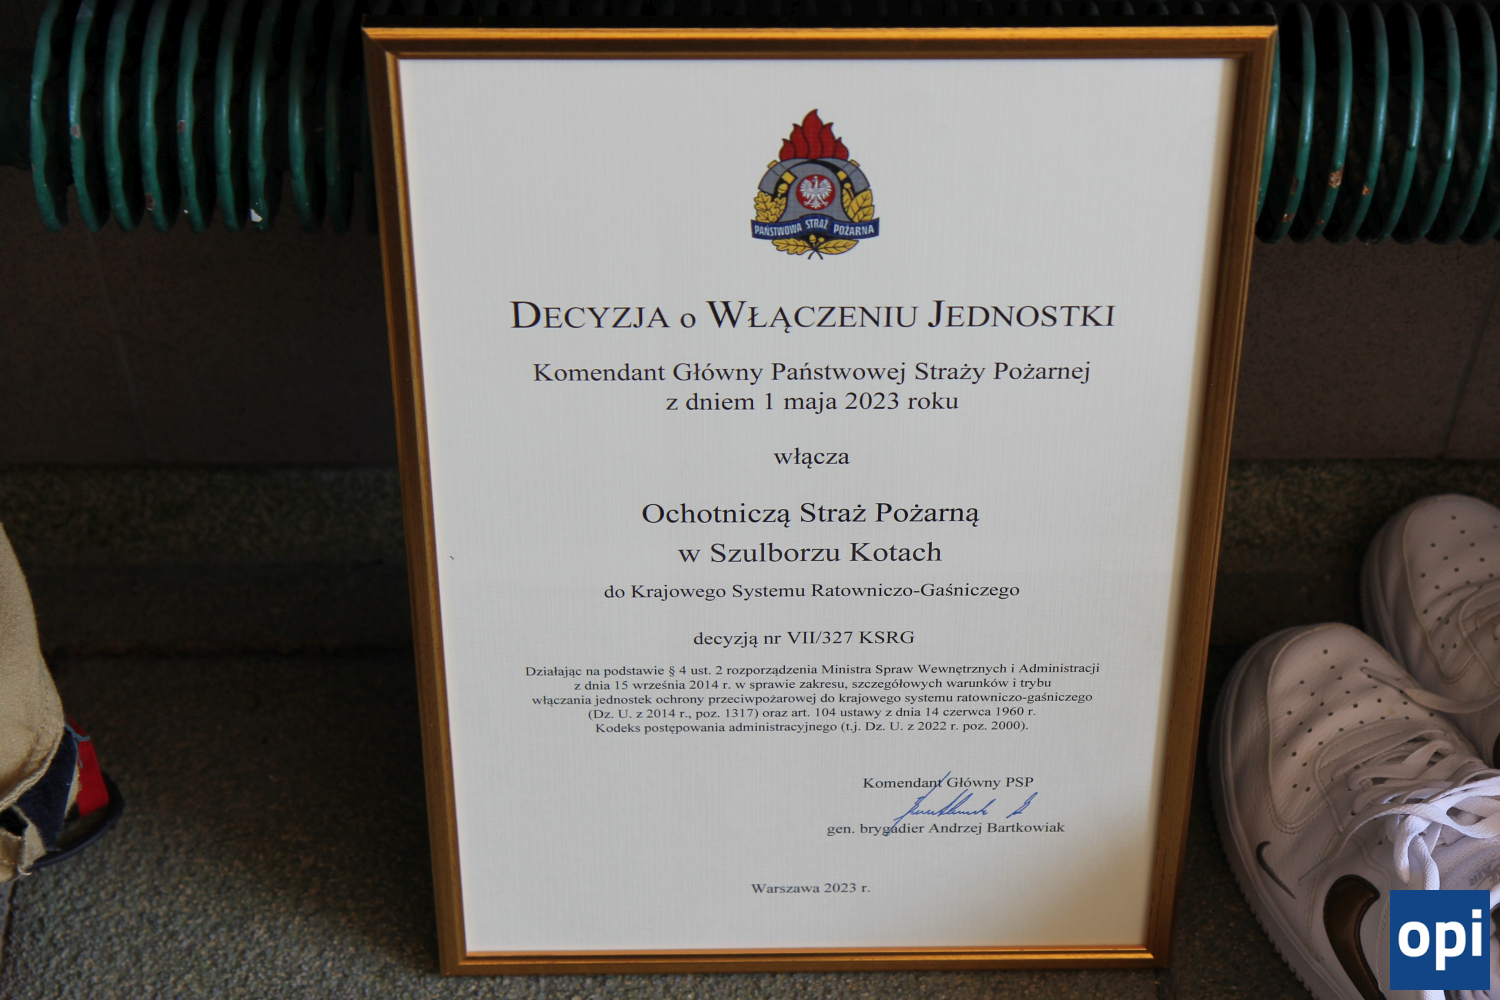 PAŃSTWOWA STRAŻ POŻARNA
DECYZJA O WŁĄCZENIU JEDNOSTKI
Komendant Główny Państwowej Straży Pożarnej
z dniem 1 maja 2023 roku
włącza
Ochotniczą Straż Pożarną
w Szulborzu Kotach
do Krajowego Systemu Ratowniczo-Gaśniczego
decyzją nr VII/327 KSRG
Działając na podstawie § 4 ust. 2 rozporządzenia Ministra Spraw Wewnętrznych i Administracji
z dnia 15 września 2014 r. w sprawie zakresu, szczegółowych warunków i trybu
włączania jednostek ochrony przeciwpożarowej do krajowego systemu ratowniczo-gaśniczego
(Dz. U. z 2014 r., poz. 1317) oraz art. 104 ustawy z dnia 14 czerwca 1960 r.
Kodeks postępowania administracyjnego (t.j. Dz. U. z 2022 r. poz. 2000).
Komendant Główny PSP
gen. brygadier Andrzej Bartkowiak
Warszawa 2023 r.
opi